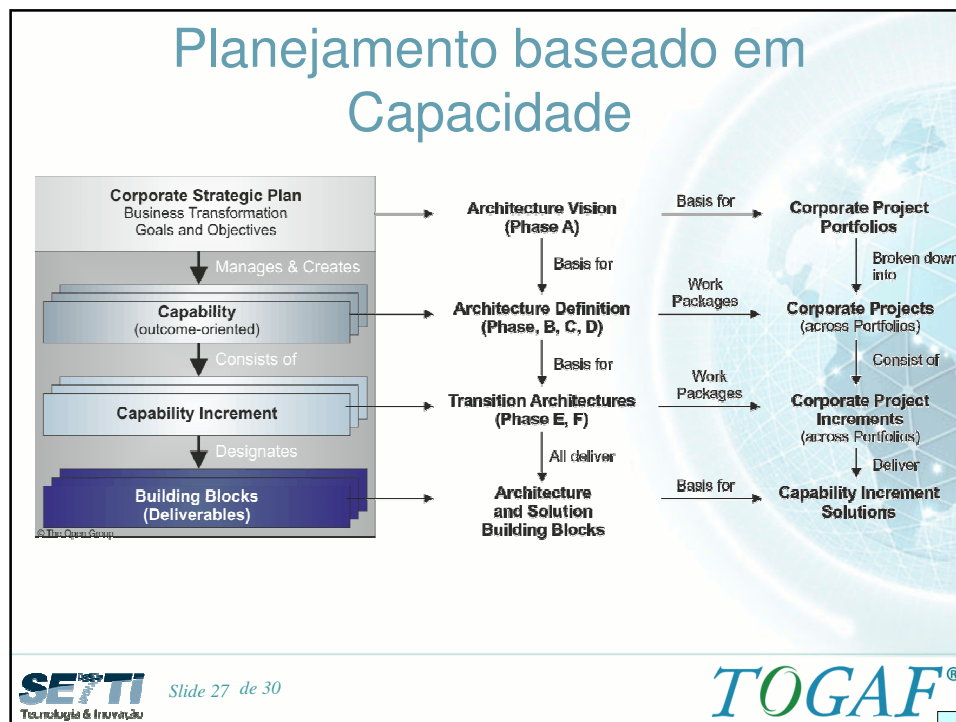 Planejamento baseado em
Capacidade
Corporate Strategic Plan
Business Transformation
Goals and Objectives
Manages & Creates
Capability
(outcome-oriented)
Consists of
Capability Increment
Designates
Building Blocks
(Deliverables)
© The Open Group
Architecture Vision
(Phase A)
Basis for
Architecture Definition
(Phase, B, C, D)
Basis for
Transition Architectures
(Phase E, F)
All deliver
Architecture
and Solution
Building Blocks
Basis for
Work
Packages
Work
Packages
Basis for
Corporate Project
Portfolios
Broken down
into
Corporate Projects
(across Portfolios)
Consist of
Corporate Project
Increments
(across Portfolios)
Deliver
Capability Increment
Solutions
SETTI
Tecnologia & Inovação
Slide 27 de 30
TOGAF®